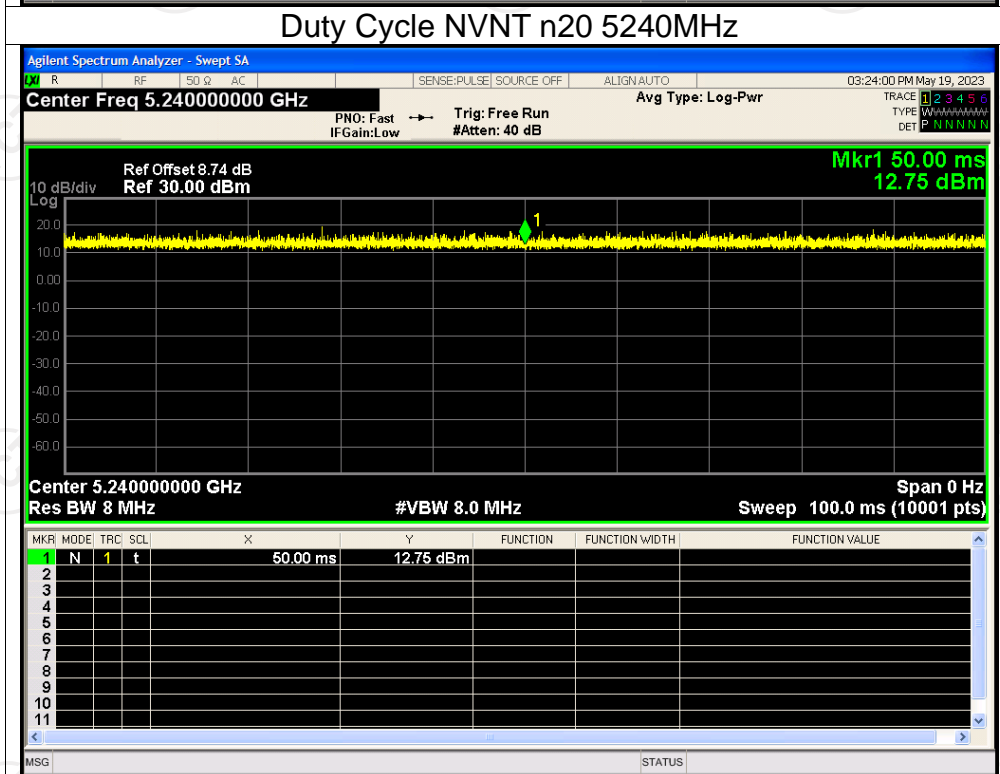 Duty Cycle NVNT n20 5240MHz
Agilent Spectrum Analyzer - Swept SA
LXI R RF 50 Ω AC SENSE:PULSE SOURCE OFF ALIGN AUTO 03:24:00 PM May 19, 2023
Center Freq 5.240000000 GHz Avg Type: Log-Pwr TRACE 1 2 3 4 5 6
PNO: Fast Trig: Free Run TYPE WWWWWW
IFGain:Low #Atten: 40 dB DET P N N N N N
Mkr1 50.00 ms
Ref Offset 8.74 dB
10 dB/div Ref 30.00 dBm 12.75 dBm
Log
1
20.0
10.0
0.00
-10.0
-20.0
-30.0
-40.0
-50.0
-60.0
Center 5.240000000 GHz Span 0 Hz
Res BW 8 MHz #VBW 8.0 MHz Sweep 100.0 ms (10001 pts)
MKR MODE TRC SCL X Y FUNCTION FUNCTION WIDTH FUNCTION VALUE
1 N 1 t 50.00 ms 12.75 dBm
2
3
4
5
6
7
8
9
10
11
MSG STATUS